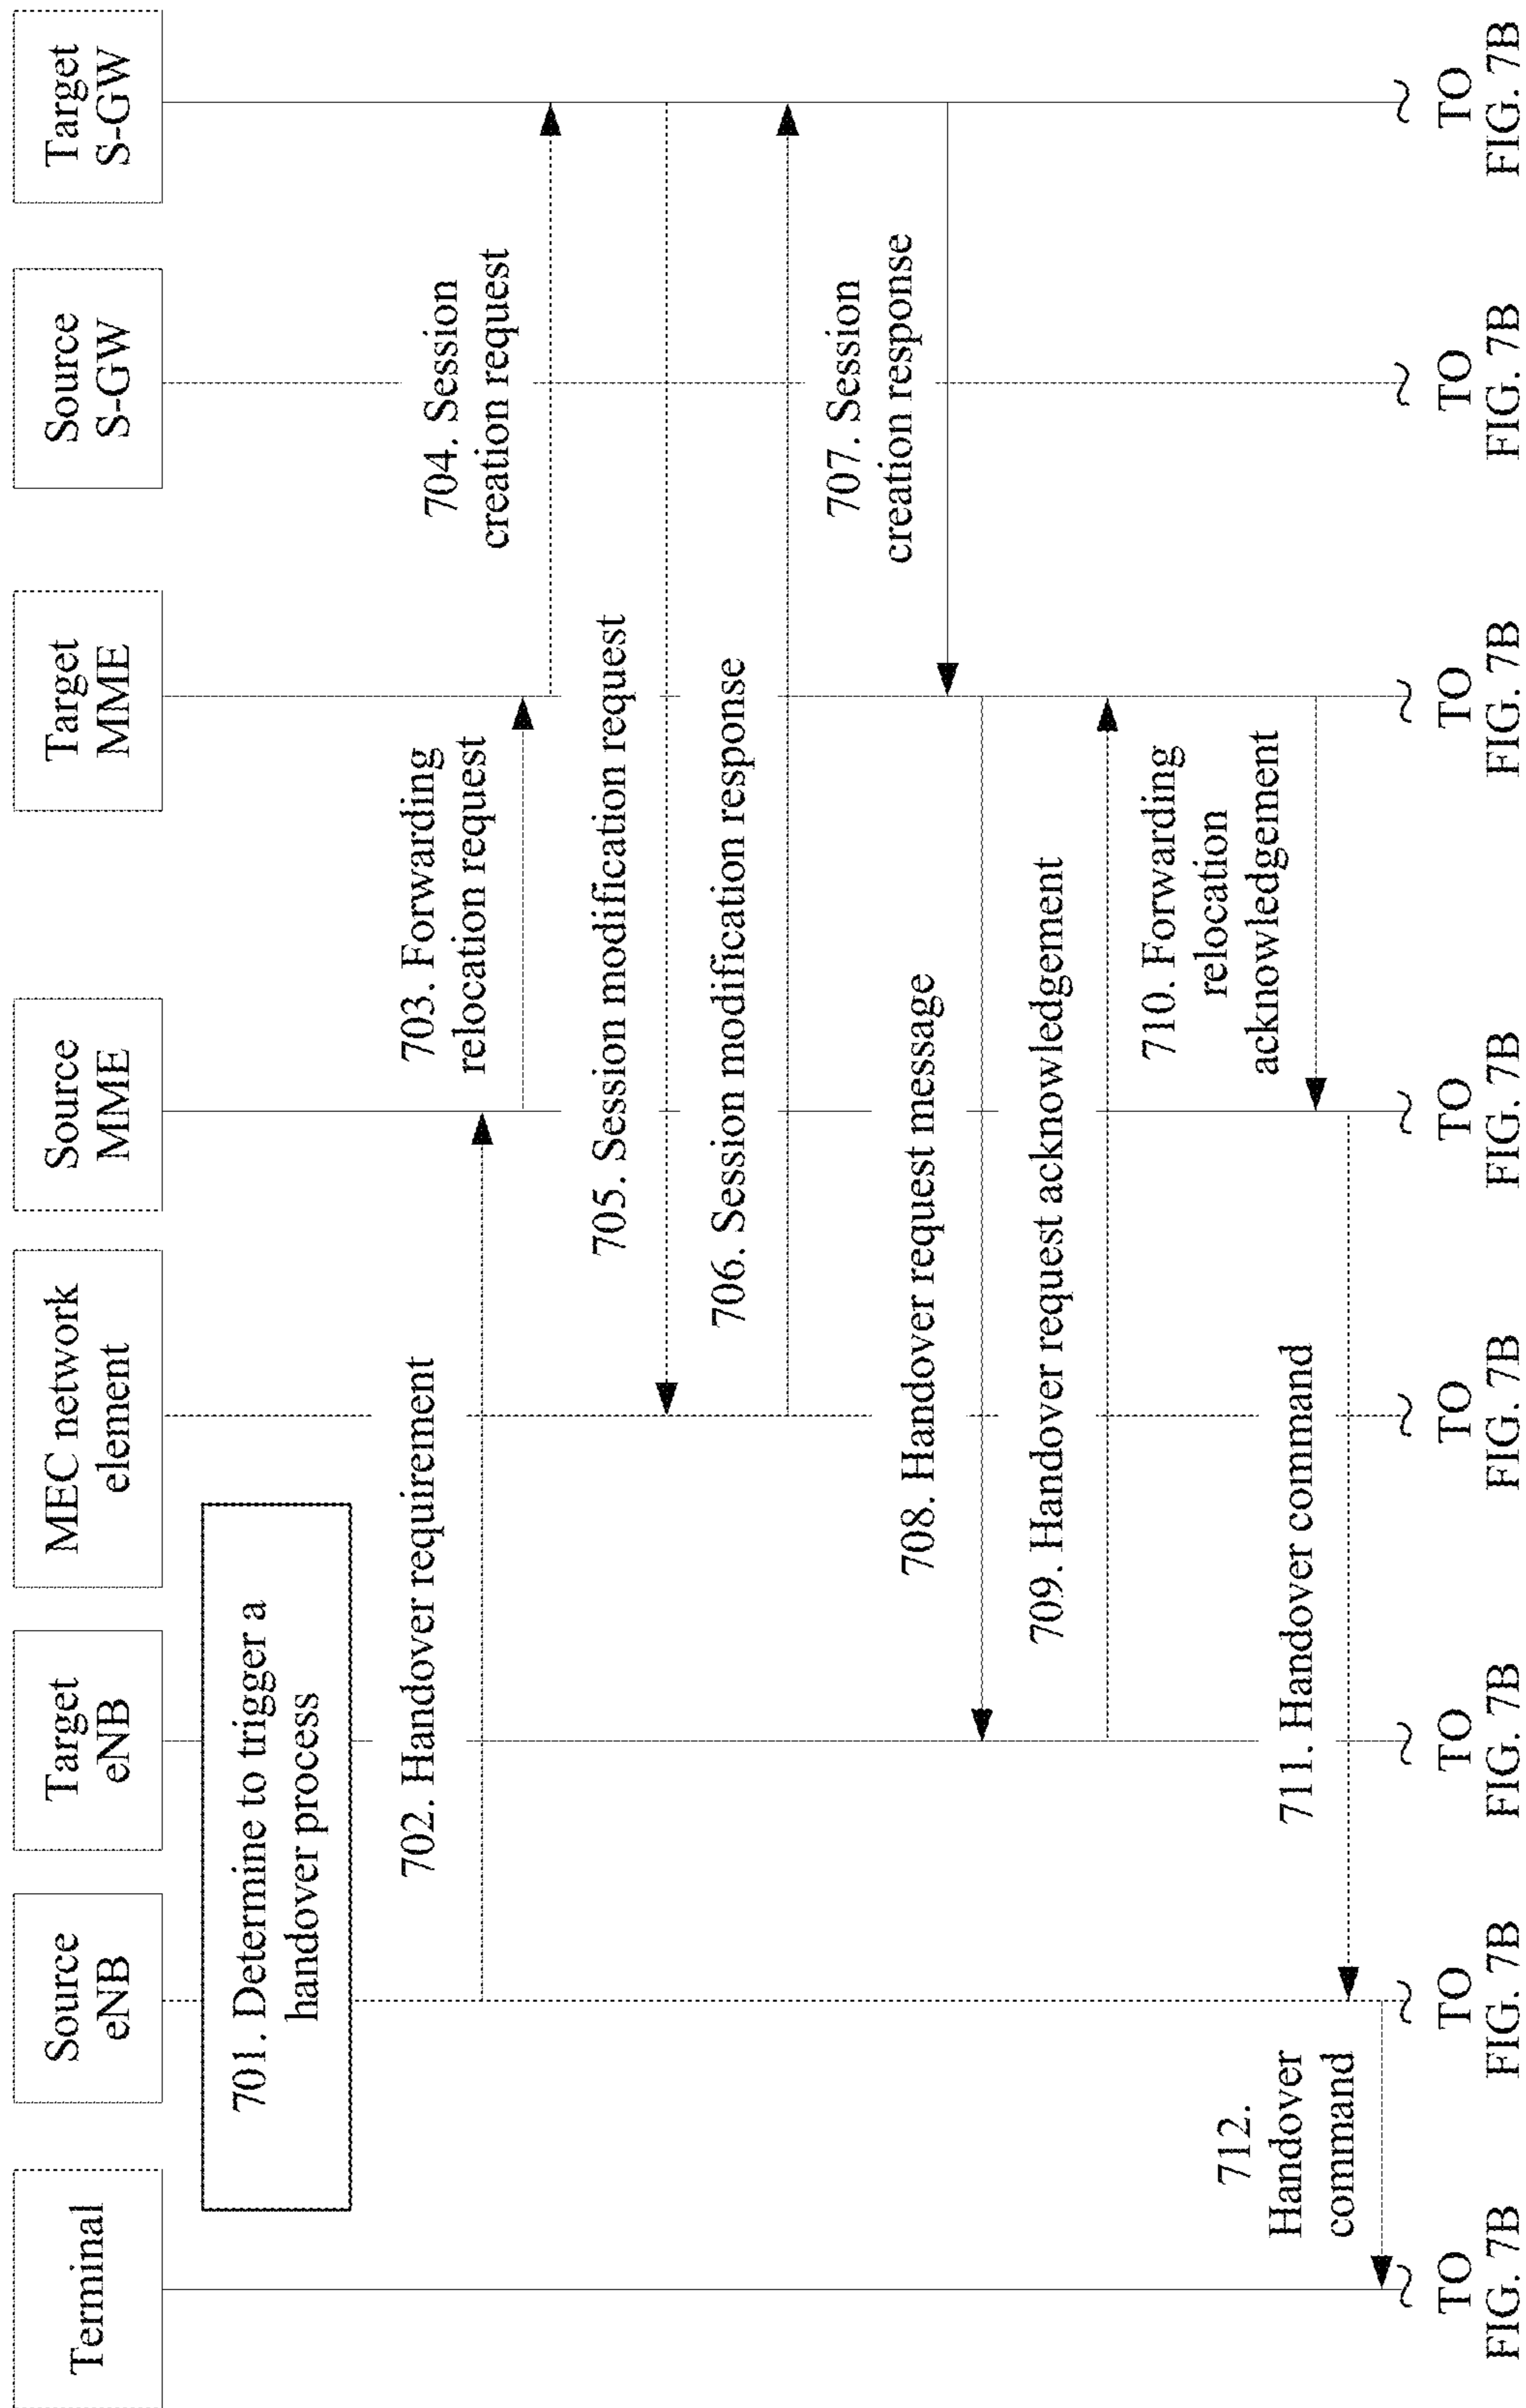 Terminal
Source
eNB
Target
eNB
MEC network
element
Source
MME
Target
MME
Source
S-GW
Target
S-GW
701. Determine to trigger a
handover process
702. Handover requirement
703. Forwarding
relocation request
704. Session
creation request
705. Session modification request
706. Session modification response
707. Session
creation response
708. Handover request message
709. Handover request acknowledgement
710. Forwarding
relocation
acknowledgement
711. Handover command
712.
Handover
command
TO
FIG. 7B
TO
FIG. 7B
TO
FIG. 7B
TO
FIG. 7B
TO
FIG. 7B
TO
FIG. 7B
TO
FIG. 7B
TO
FIG. 7B